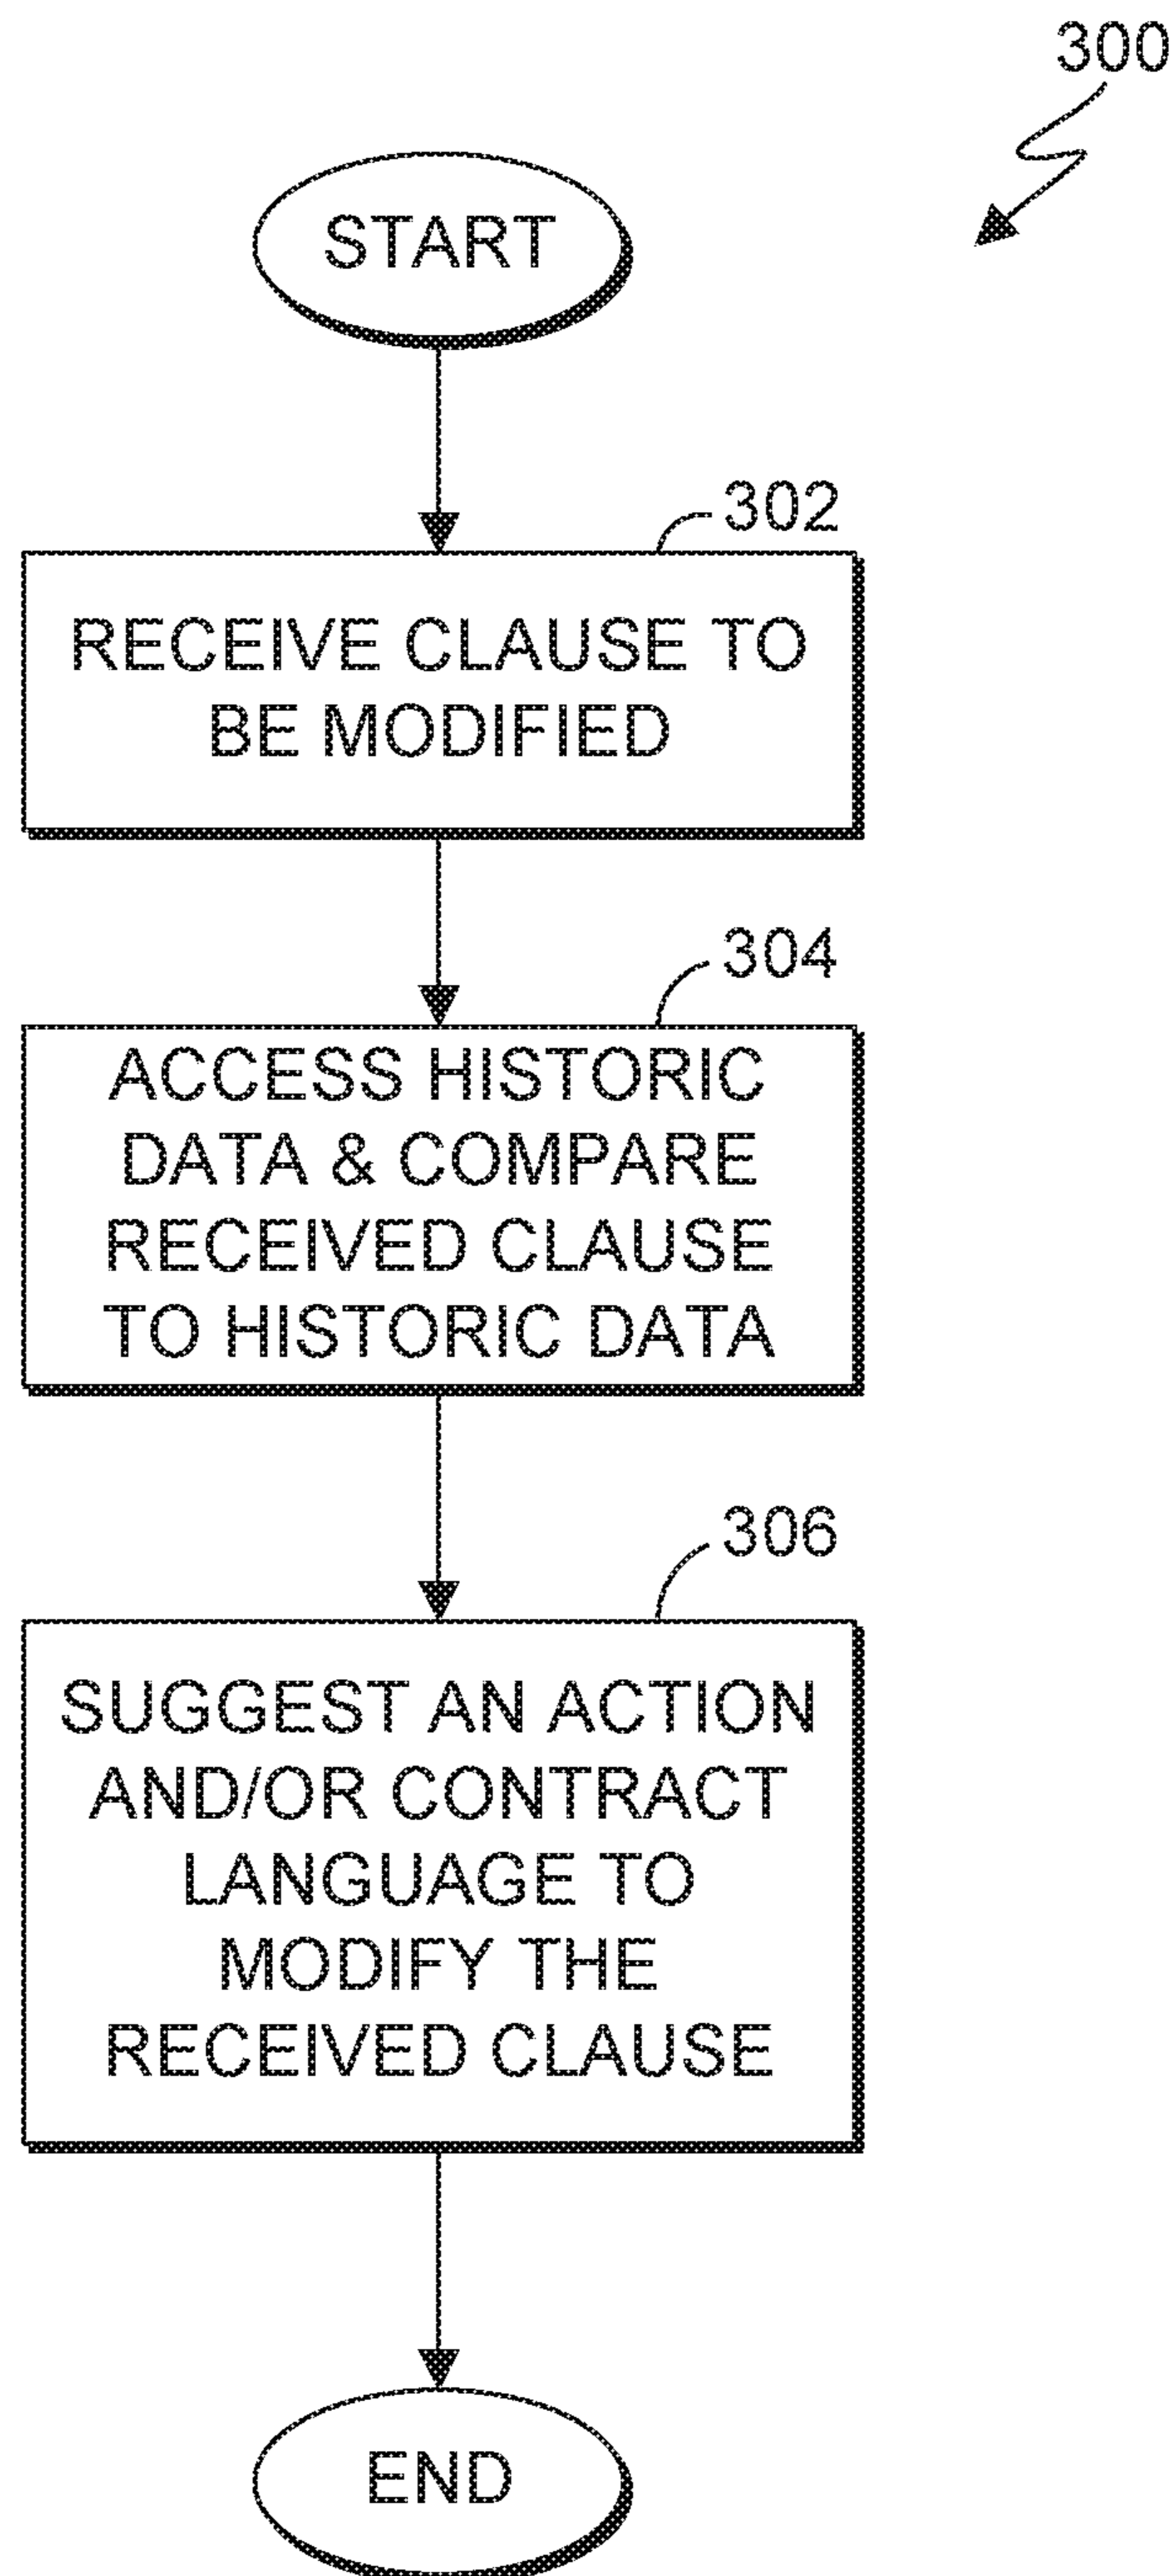 300
START
302
RECEIVE CLAUSE TO
BE MODIFIED
304
ACCESS HISTORIC
DATA & COMPARE
RECEIVED CLAUSE
TO HISTORIC DATA
306
SUGGEST AN ACTION
AND/OR CONTRACT
LANGUAGE TO
MODIFY THE
RECEIVED CLAUSE
END